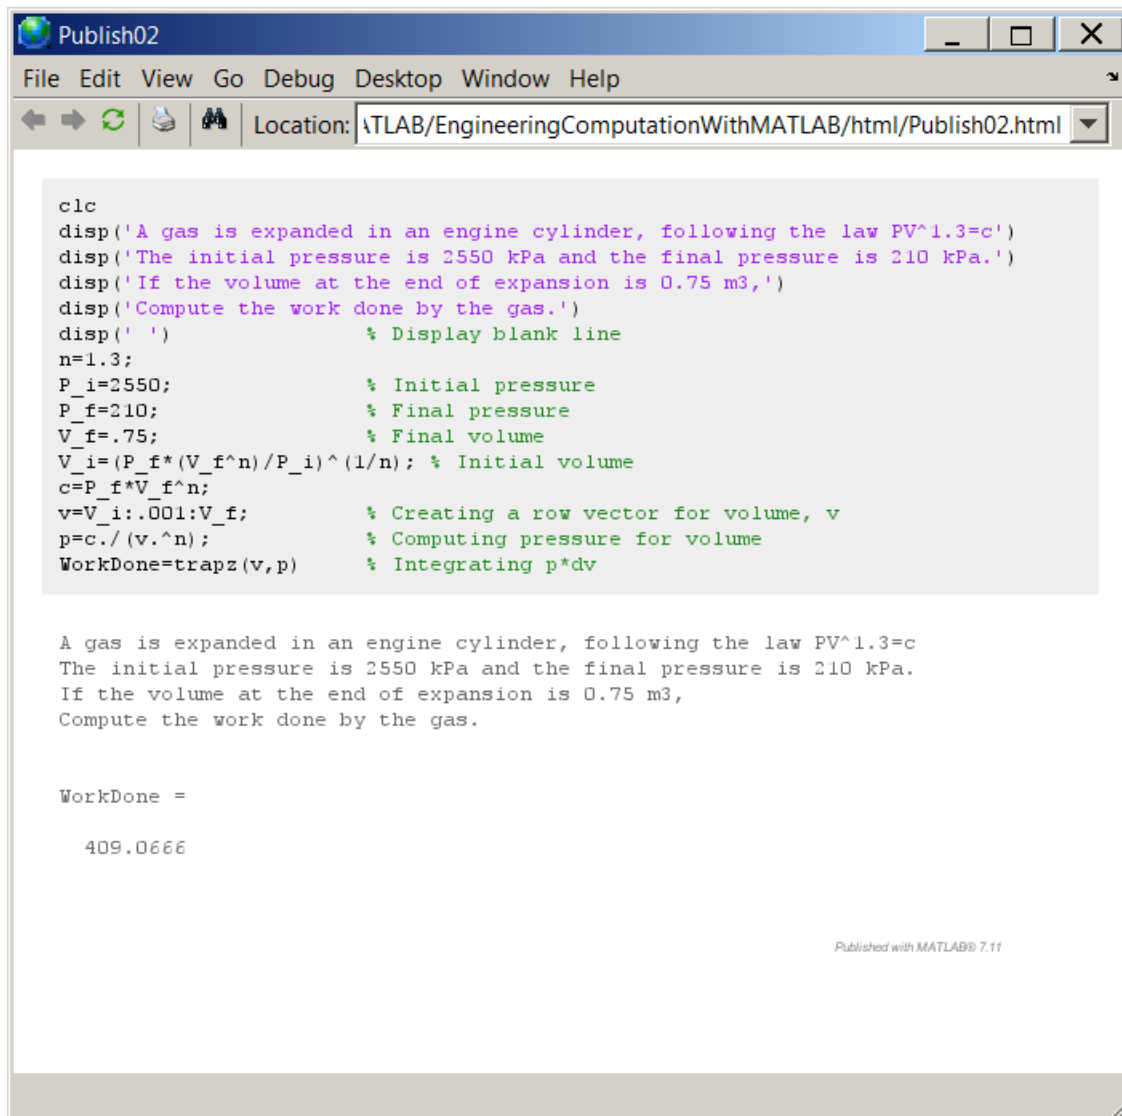 Publish02
File Edit View Go Debug Desktop Window Help
Location: ATLAB/EngineeringComputationWithMATLAB/html/Publish02.html
clc
disp('A gas is expanded in an engine cylinder, following the law PV^1.3=c')
disp('The initial pressure is 2550 kPa and the final pressure is 210 kPa.')
disp('If the volume at the end of expansion is 0.75 m3,')
disp('Compute the work done by the gas.')
disp(' ')                % Display blank line
n=1.3;
P_i=2550;                % Initial pressure
P_f=210;                 % Final pressure
V_f=.75;                 % Final volume
V_i=(P_f*(V_f^n)/P_i)^(1/n); % Initial volume
c=P_f*V_f^n;
v=V_i:.001:V_f;          % Creating a row vector for volume, v
p=c./(v.^n);             % Computing pressure for volume
WorkDone=trapz(v,p)      % Integrating p*dv
A gas is expanded in an engine cylinder, following the law PV^1.3=c
The initial pressure is 2550 kPa and the final pressure is 210 kPa.
If the volume at the end of expansion is 0.75 m3,
Compute the work done by the gas.
WorkDone =
409.0666
Published with MATLAB® 7.11